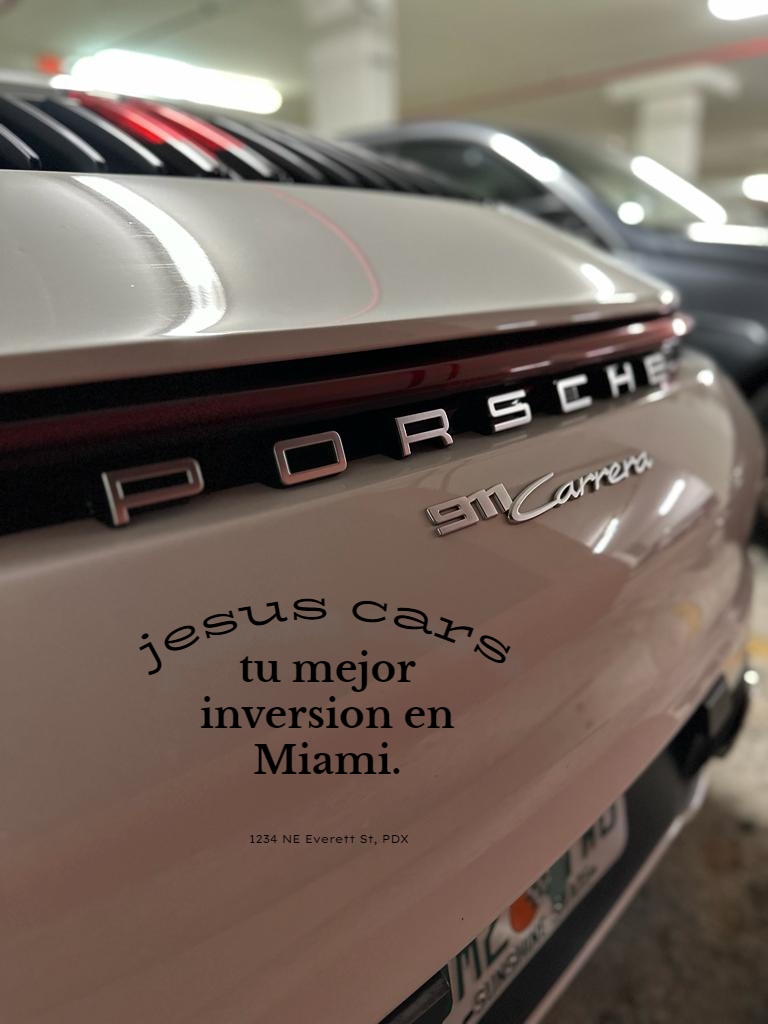 PORSCHE
911 Carrera
jesus cars
tu mejor
inversion en
Miami.
1234 NE Everett St, PDX